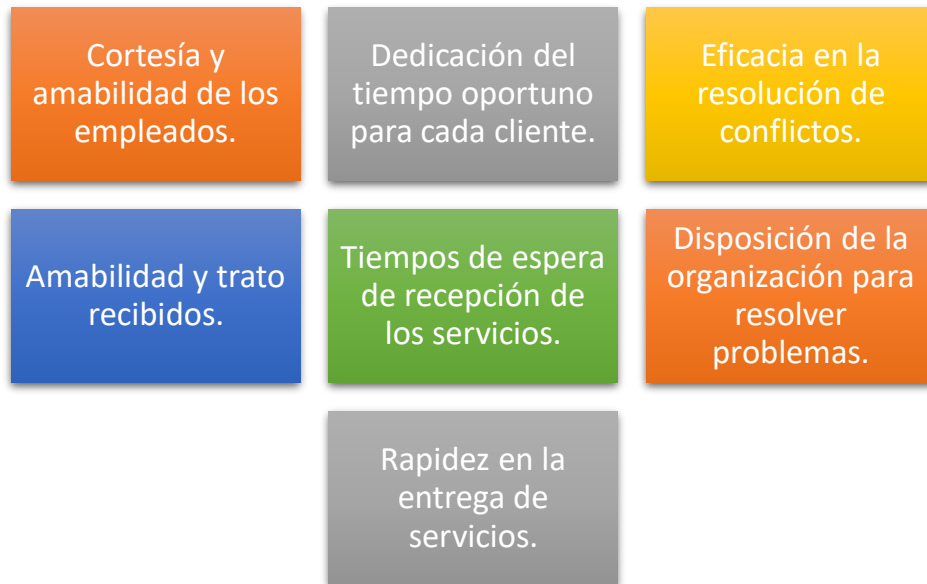 Cortesía y
amabilidad de los
empleados.
Dedicación del
tiempo oportuno
para cada cliente.
Eficacia en la
resolución de
conflictos.
Amabilidad y trato
recibidos.
Tiempos de espera
de recepción de
los servicios.
Disposición de la
organización para
resolver
problemas.
Rapidez en la
entrega de
servicios.